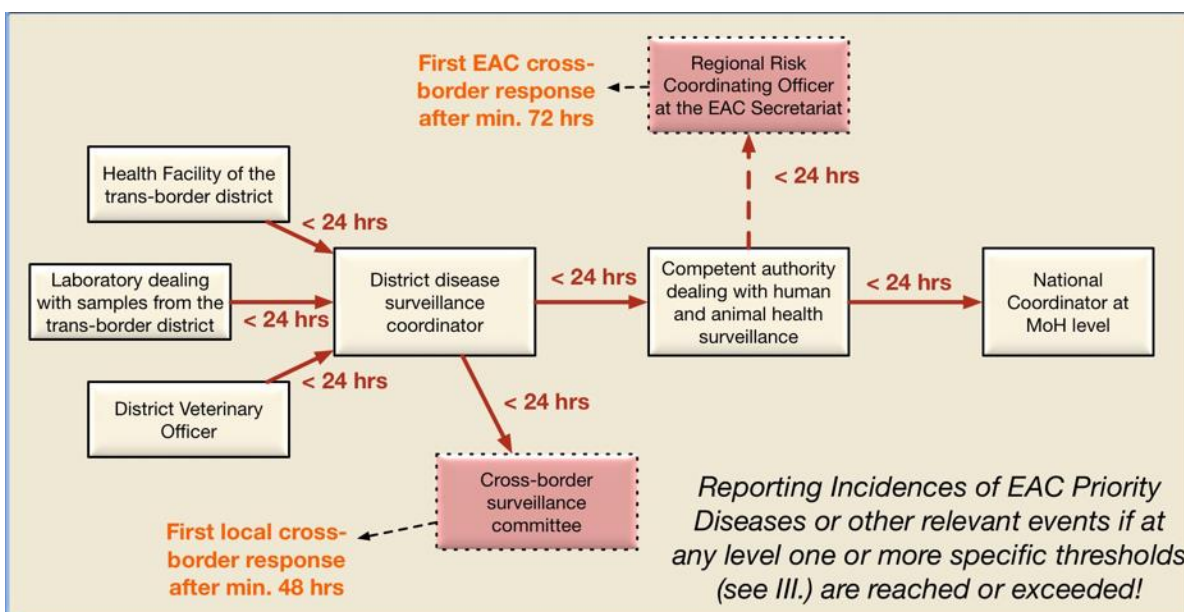 First EAC cross-
border response
after min. 72 hrs
Regional Risk
Coordinating Officer
at the EAC Secretariat
< 24 hrs
Health Facility of the
trans-border district
< 24 hrs
Laboratory dealing
with samples from the
trans-border district
< 24 hrs
District Veterinary
Officer
< 24 hrs
District disease
surveillance
coordinator
< 24 hrs
Competent authority
dealing with human
and animal health
surveillance
< 24 hrs
National
Coordinator at
MoH level
< 24 hrs
Cross-border
surveillance
committee
First local cross-
border response
after min. 48 hrs
Reporting Incidences of EAC Priority
Diseases or other relevant events if at
any level one or more specific thresholds
(see III.) are reached or exceeded!